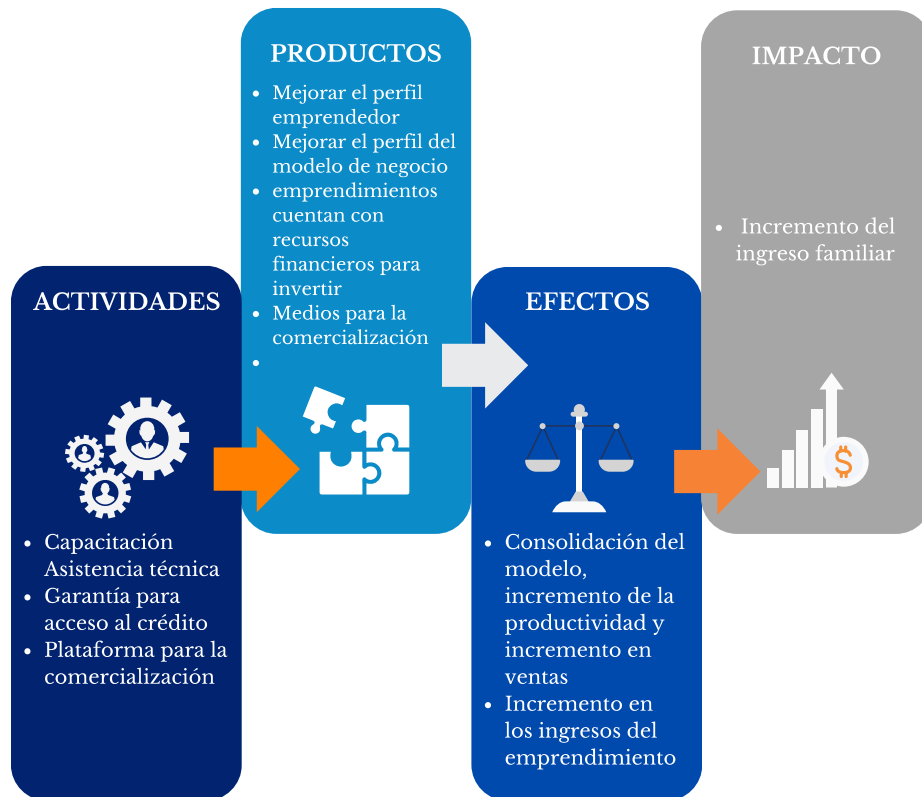 ACTIVIDADES
• Capacitación
Asistencia técnica
• Garantía para
acceso al crédito
• Plataforma para la
comercialización
PRODUCTOS
• Mejorar el perfil
emprendedor
• Mejorar el perfil del
modelo de negocio
• emprendimientos
cuentan con
recursos
financieros para
invertir
• Medios para la
comercialización
•
EFECTOS
• Consolidación del
modelo,
incremento de la
productividad y
incremento en
ventas
• Incremento en
los ingresos del
emprendimiento
IMPACTO
• Incremento del
ingreso familiar
$